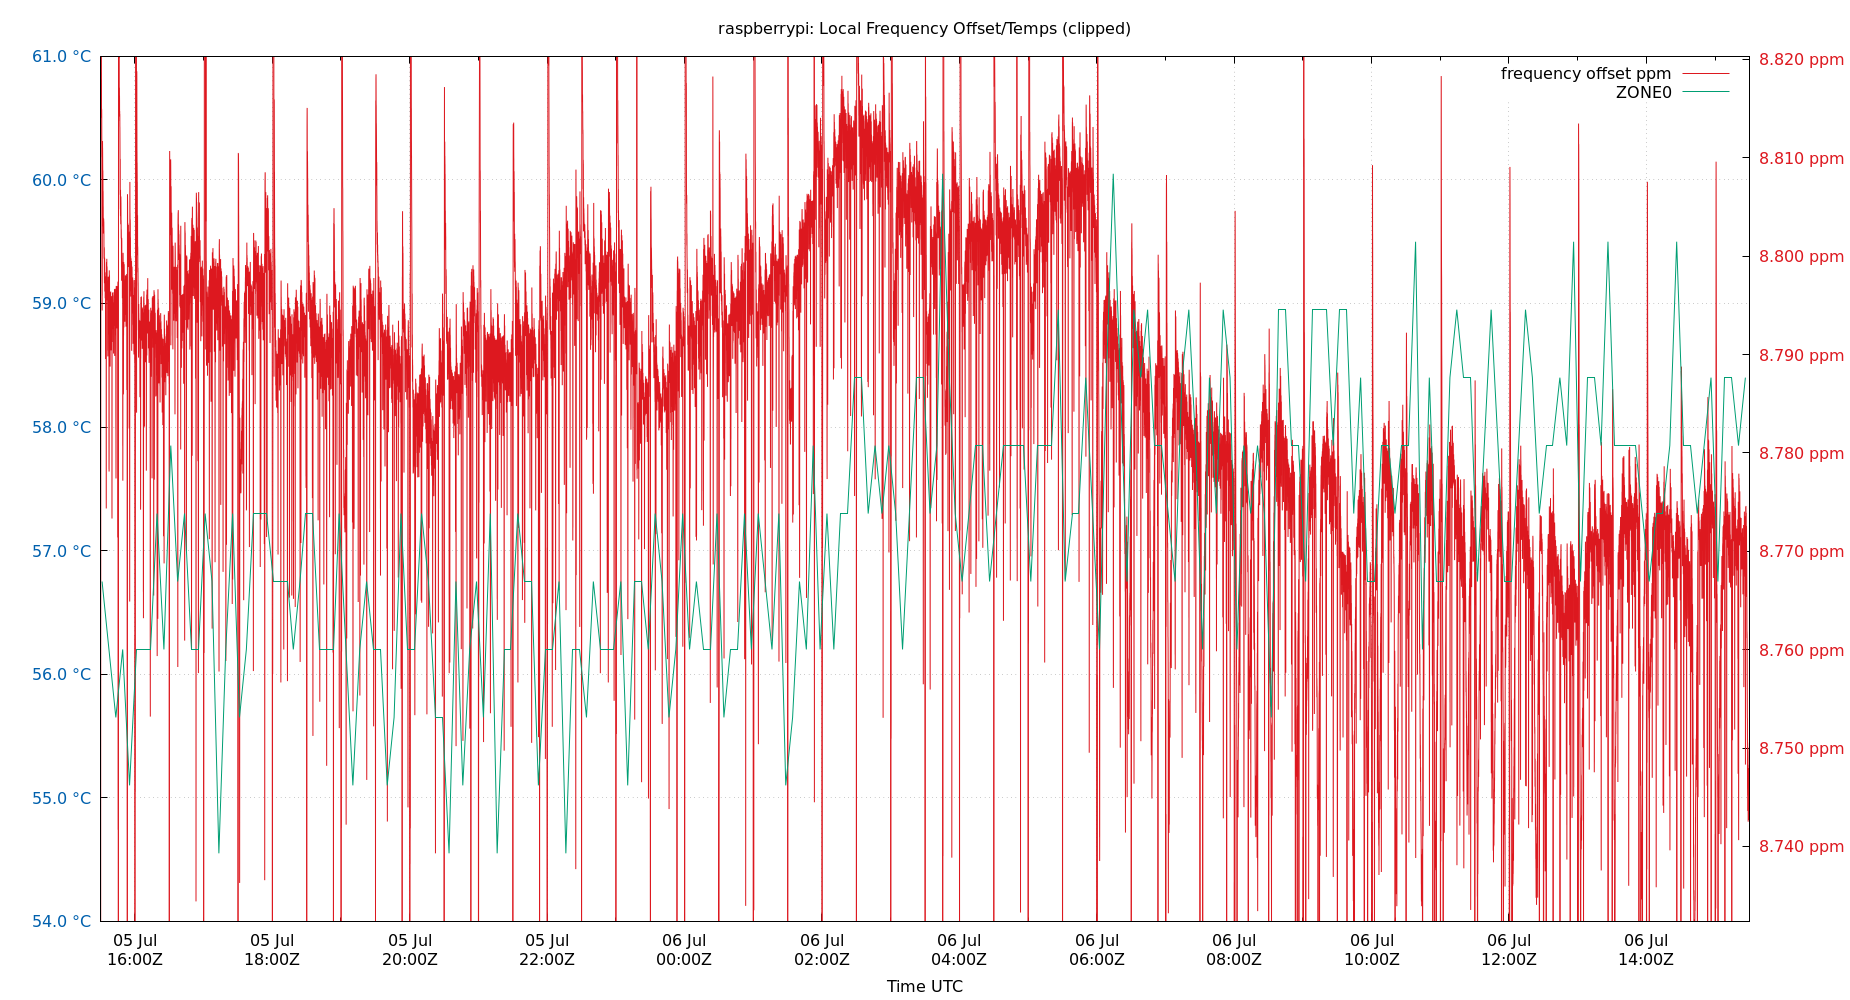 raspberrypi: Local Frequency Offset/Temps (clipped)
61.0 °C
60.0 °C
59.0 °C
58.0 °C
57.0 °C
56.0 °C
55.0 °C
54.0 °C
8.820 ppm
8.810 ppm
8.800 ppm
8.790 ppm
8.780 ppm
8.770 ppm
8.760 ppm
8.750 ppm
8.740 ppm
frequency offset ppm
ZONE0
05 Jul
16:00Z
05 Jul
18:00Z
05 Jul
20:00Z
05 Jul
22:00Z
06 Jul
00:00Z
06 Jul
02:00Z
06 Jul
04:00Z
06 Jul
06:00Z
06 Jul
08:00Z
06 Jul
10:00Z
06 Jul
12:00Z
06 Jul
14:00Z
Time UTC